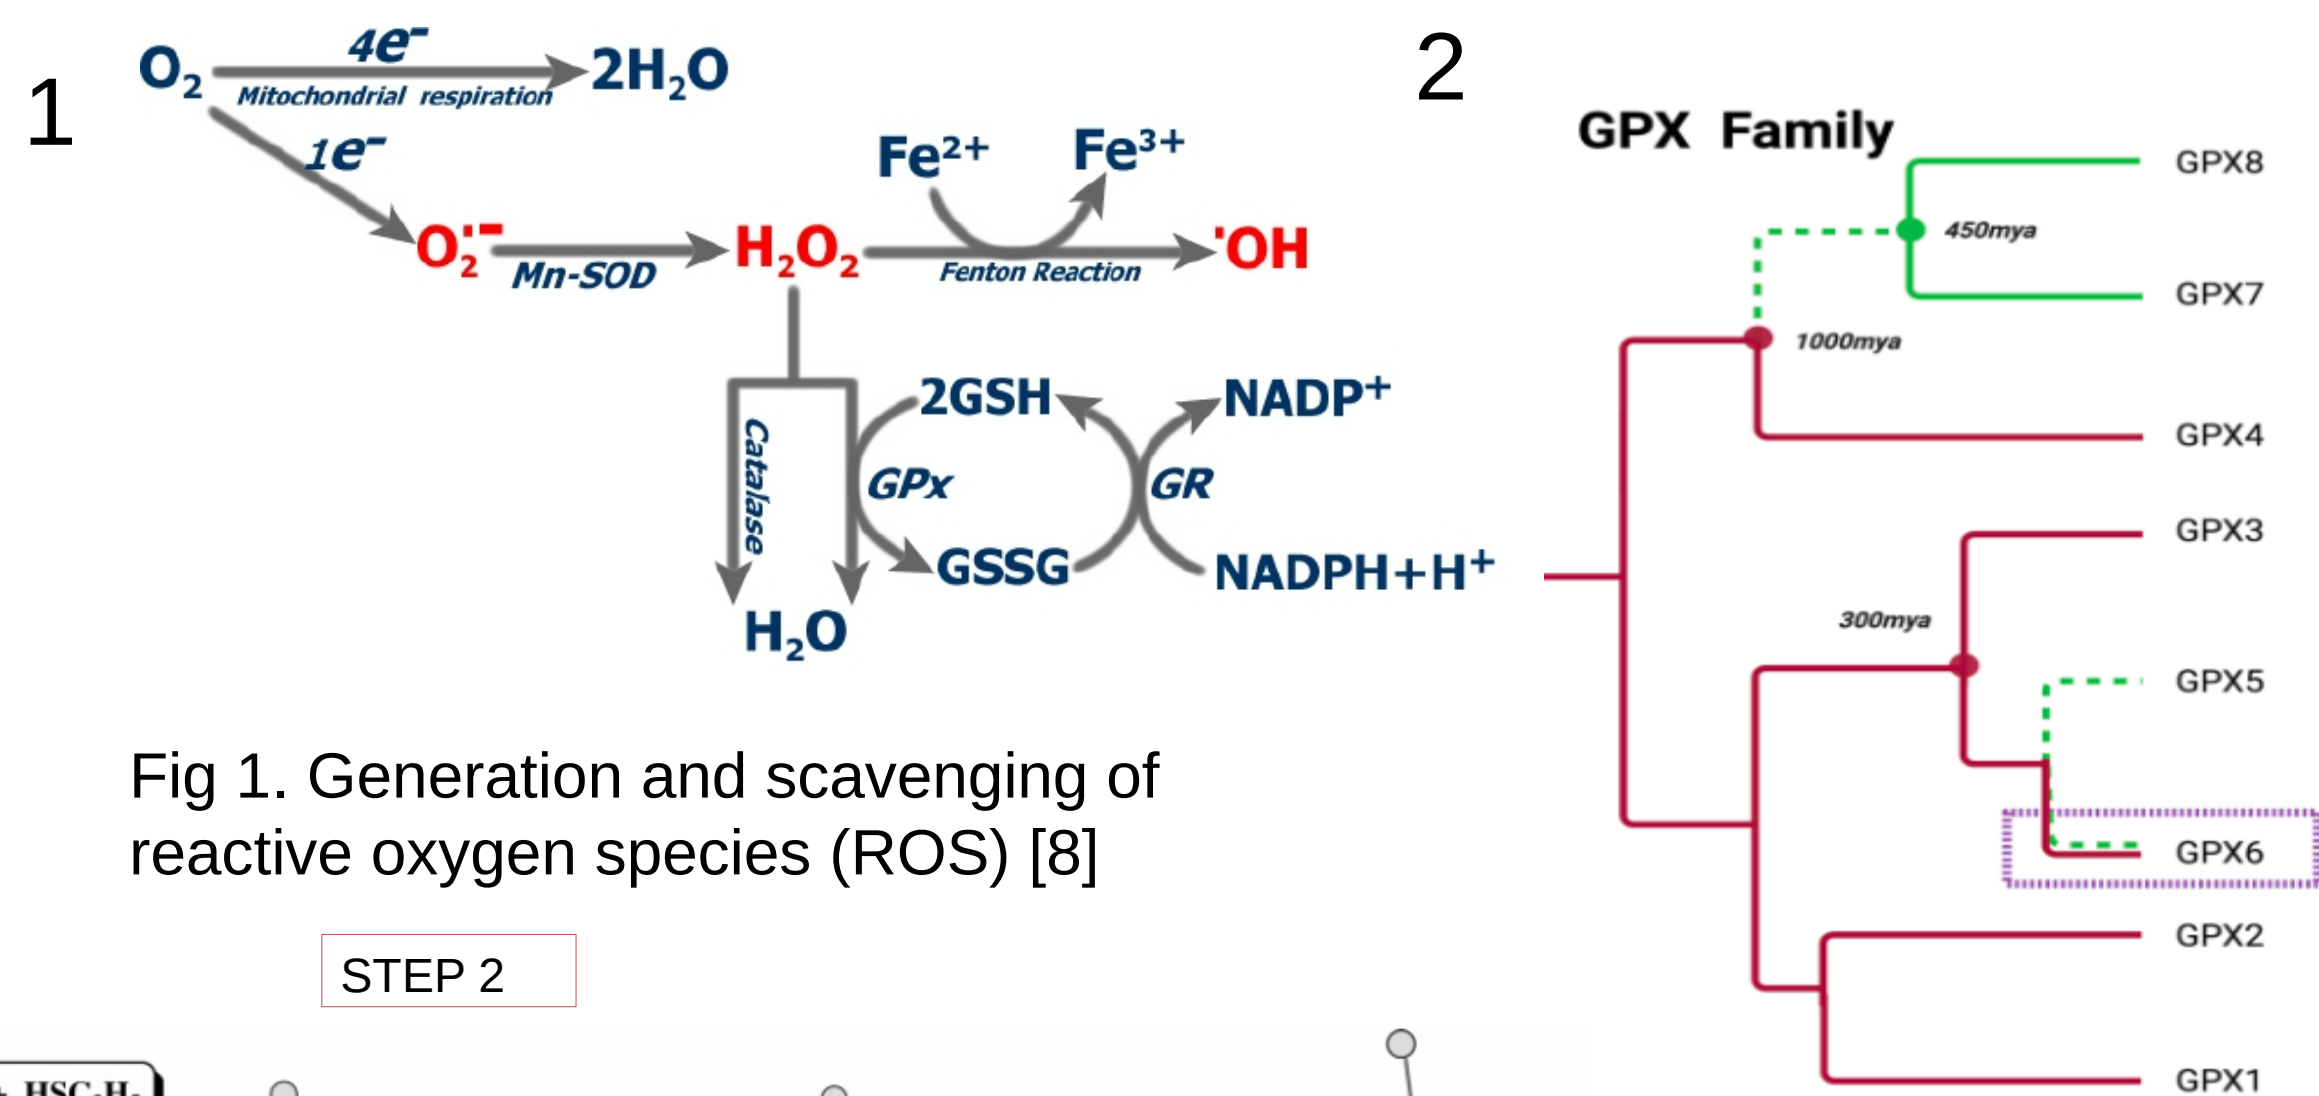 1
O₂ 4e⁻ 2H₂O
Mitochondrial respiration
1e⁻
Fe²⁺ Fe³⁺
O₂˙⁻ H₂O₂ ˙OH
Mn-SOD Fenton Reaction
2GSH NADP⁺
Catalase
GPx GR
GSSG NADPH+H⁺
H₂O
Fig 1. Generation and scavenging of
reactive oxygen species (ROS) [8]
STEP 2
2
GPX Family
GPX8
450mya
GPX7
1000mya
GPX4
GPX3
300mya
GPX5
GPX6
GPX2
GPX1